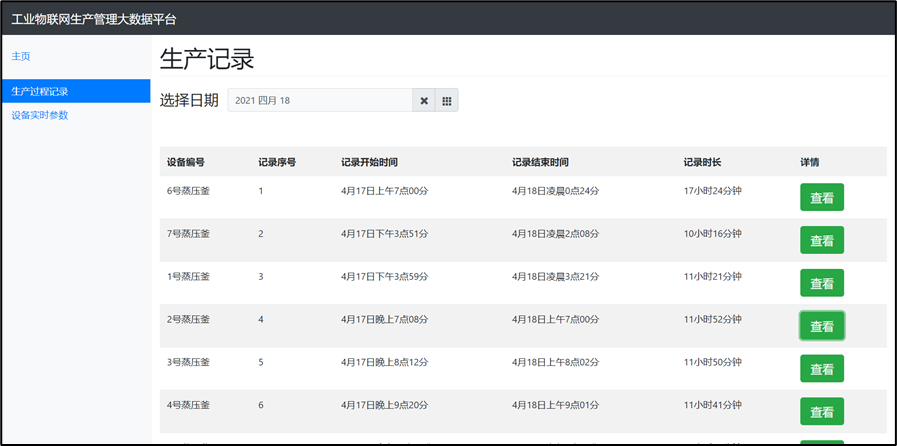 工业物联网生产管理大数据平台
主页
生产过程记录
设备实时参数
生产记录
选择日期 2021 四月 18
设备编号 记录序号 记录开始时间 记录结束时间 记录时长 详情
6号蒸压釜 1 4月17日上午7点00分 4月18日凌晨0点24分 17小时24分钟 查看
7号蒸压釜 2 4月17日下午3点51分 4月18日凌晨2点08分 10小时16分钟 查看
1号蒸压釜 3 4月17日下午3点59分 4月18日凌晨3点21分 11小时21分钟 查看
2号蒸压釜 4 4月17日晚上7点08分 4月18日上午7点00分 11小时52分钟 查看
3号蒸压釜 5 4月17日晚上8点12分 4月18日上午8点02分 11小时50分钟 查看
4号蒸压釜 6 4月17日晚上9点20分 4月18日上午9点01分 11小时41分钟 查看